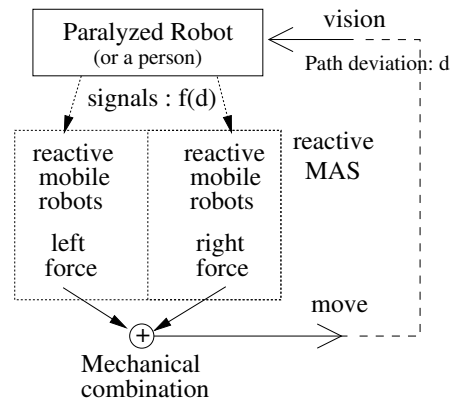 Paralyzed Robot
(or a person)
vision
Path deviation: d
signals : f(d)
reactive
mobile
robots
left
force
reactive
mobile
robots
right
force
reactive
MAS
move
+
Mechanical
combination